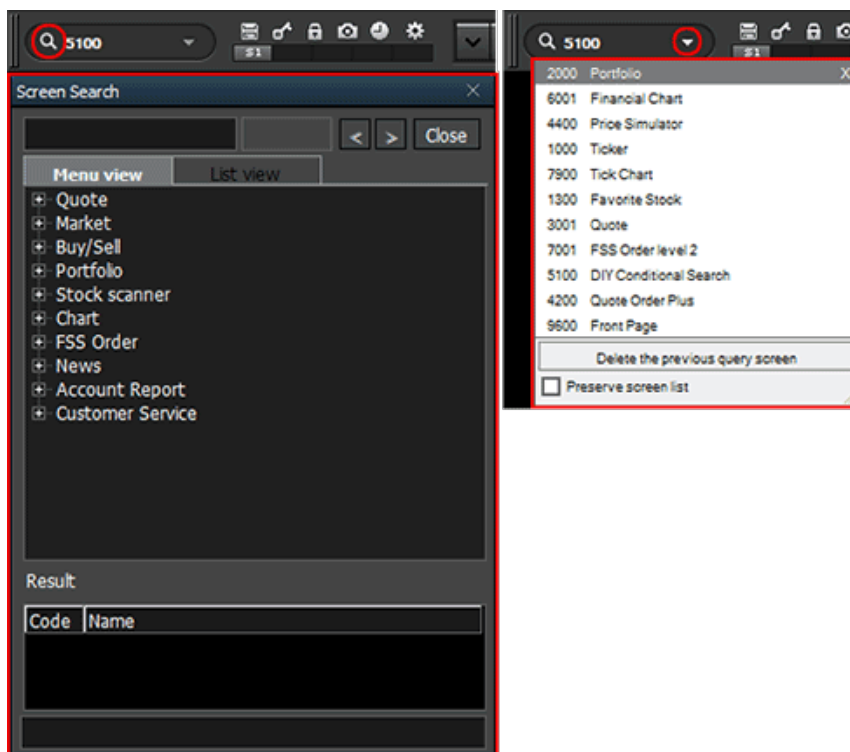 5100
S1
Screen Search
< > Close
Menu view List view
Quote
Market
Buy/Sell
Portfolio
Stock scanner
Chart
FSS Order
News
Account Report
Customer Service
Result
Code Name
5100
S1
2000 Portfolio X
6001 Financial Chart
4400 Price Simulator
1000 Ticker
7900 Tick Chart
1300 Favorite Stock
3001 Quote
7001 FSS Order level 2
5100 DIY Conditional Search
4200 Quote Order Plus
9600 Front Page
Delete the previous query screen
Preserve screen list